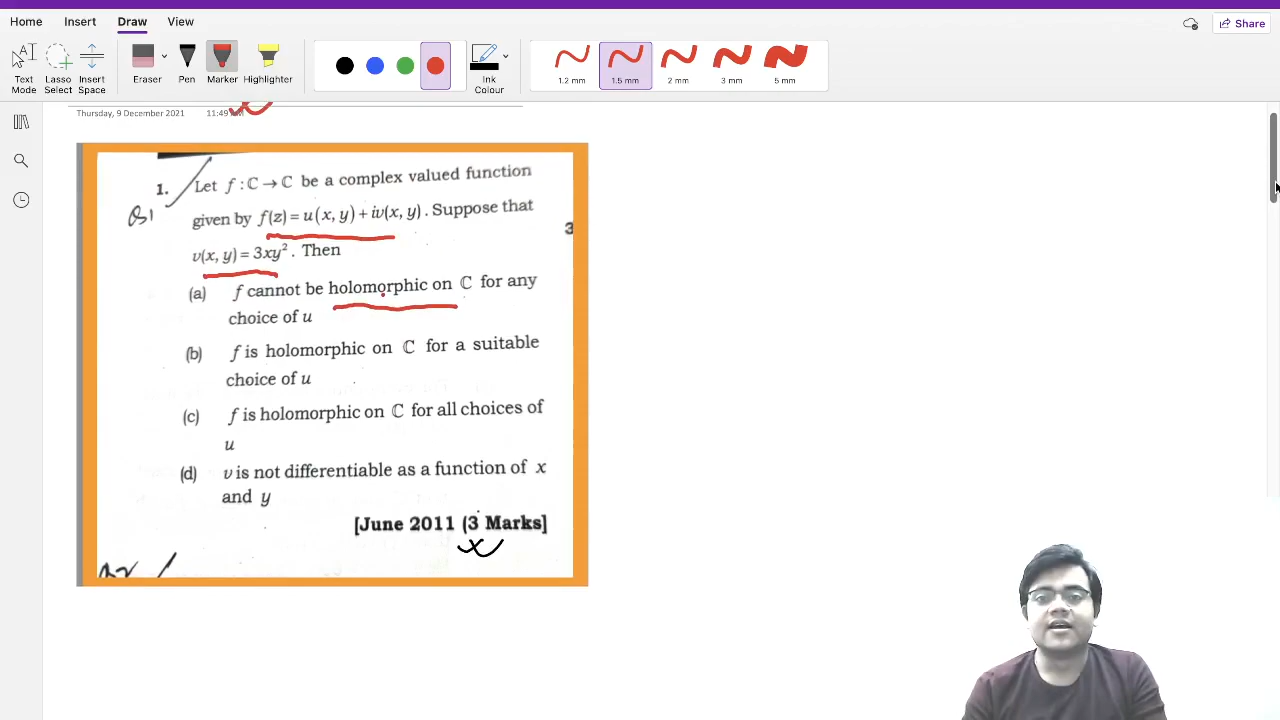 Home Insert Draw View
Share
Text Mode
Lasso Select
Insert Space
Eraser
Pen
Marker
Highlighter
Ink Colour
1.2 mm
1.5 mm
2 mm
3 mm
5 mm
Thursday, 9 December 2021
1. Let f : ℂ → ℂ be a complex valued function
given by f(z) = u(x, y) + iv(x, y). Suppose that
3
v(x, y) = 3xy². Then
(a) f cannot be holomorphic on ℂ for any
choice of u
(b) f is holomorphic on ℂ for a suitable
choice of u
(c) f is holomorphic on ℂ for all choices of
u
(d) v is not differentiable as a function of x
and y
[June 2011 (3 Marks]